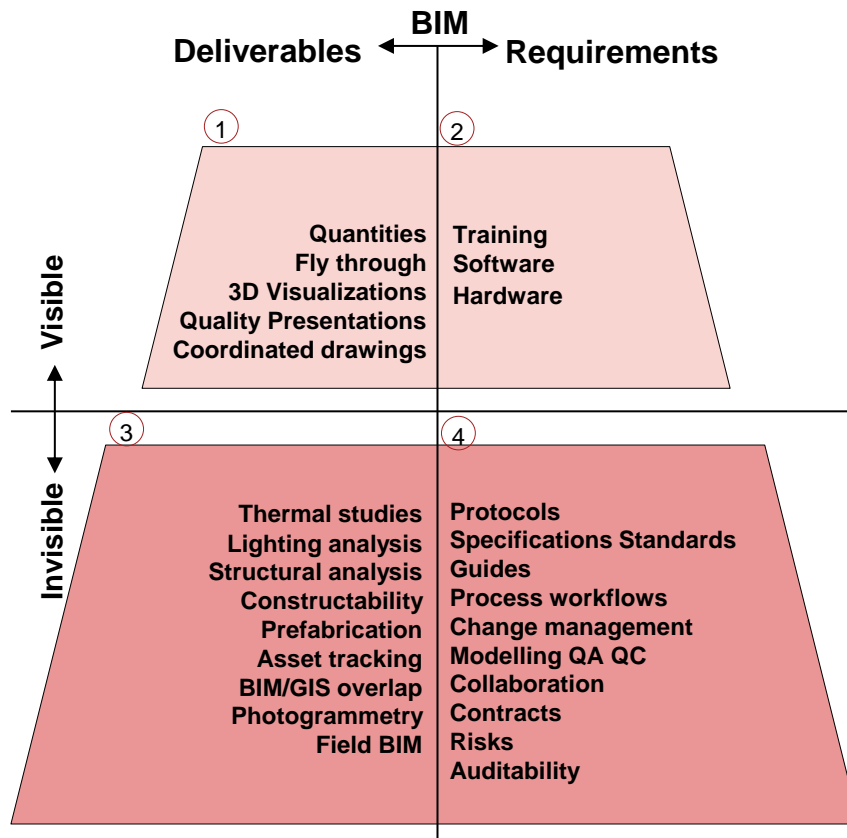 BIM
Deliverables
Requirements
1
2
Visible
Quantities
Fly through
3D Visualizations
Quality Presentations
Coordinated drawings
Training
Software
Hardware
3
4
Invisible
Thermal studies
Lighting analysis
Structural analysis
Constructability
Prefabrication
Asset tracking
BIM/GIS overlap
Photogrammetry
Field BIM
Protocols
Specifications Standards
Guides
Process workflows
Change management
Modelling QA QC
Collaboration
Contracts
Risks
Auditability